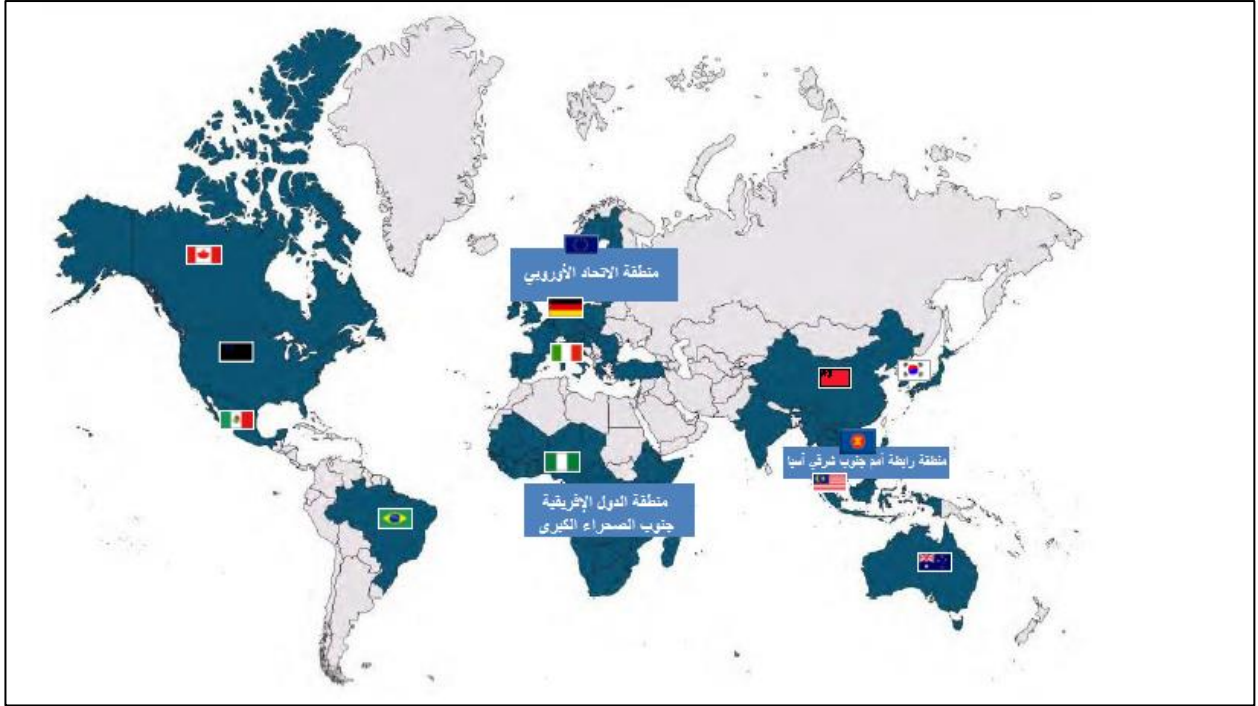 منطقة الاتحاد الأوروبي
منطقة رابطة أمم جنوب شرقي آسيا
منطقة الدول الإفريقية
جنوب الصحراء الكبرى